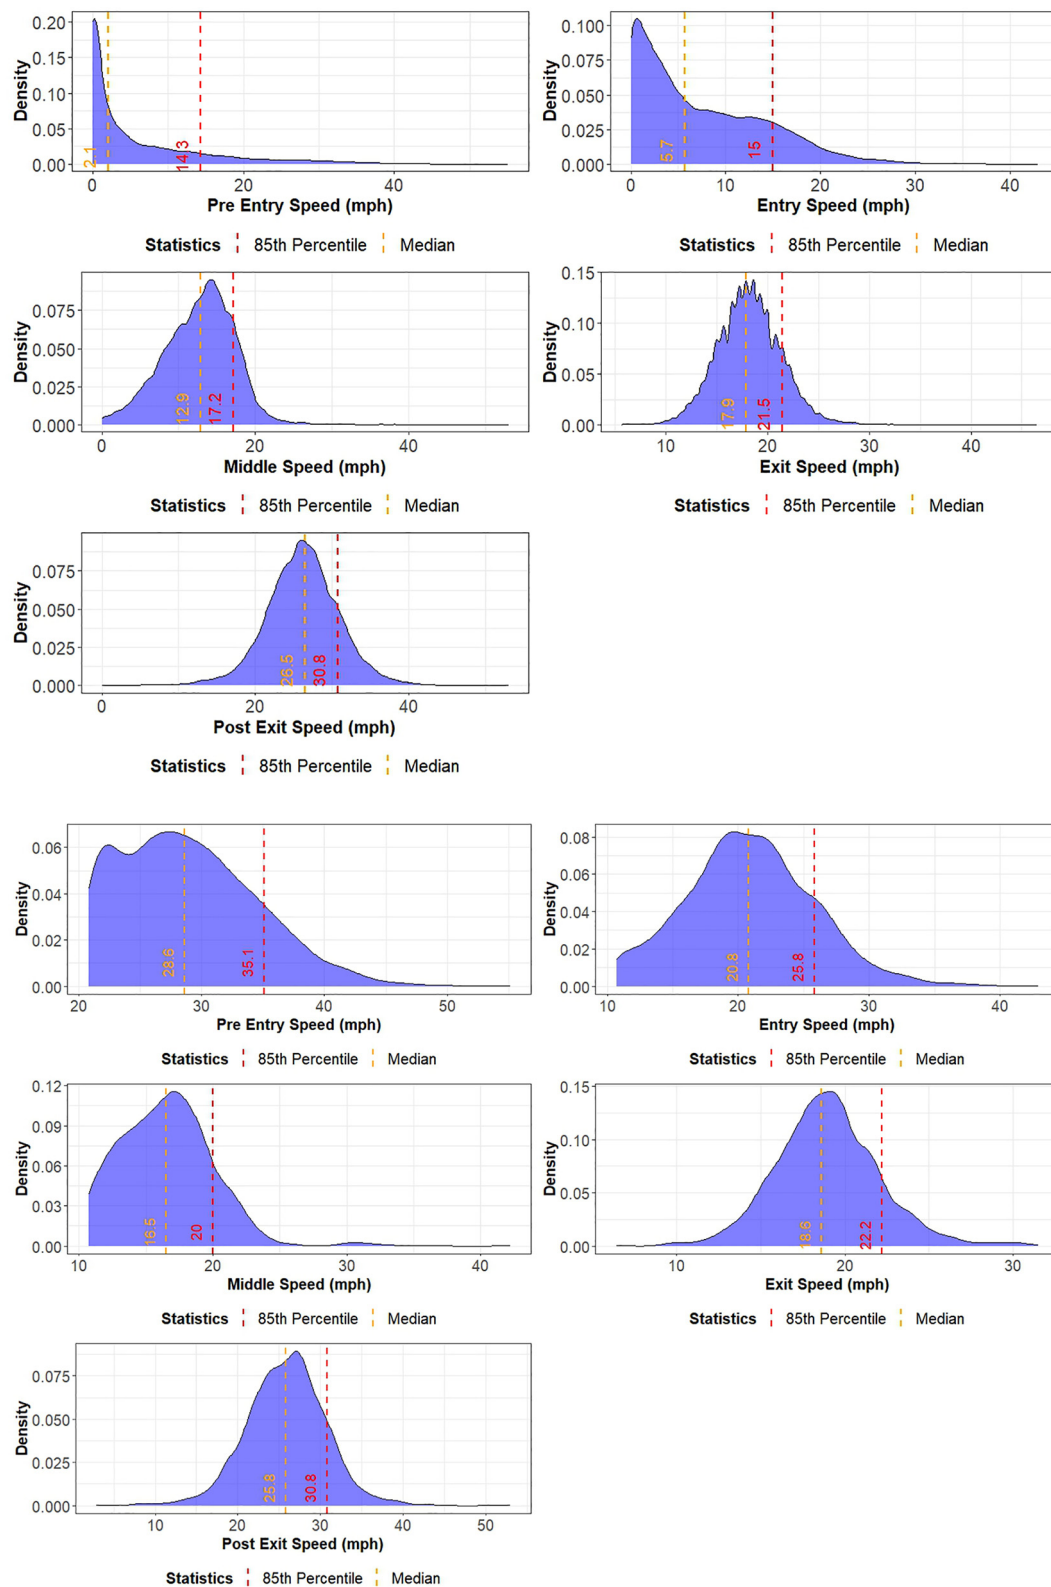 0.20
0.15
0.10
0.05
0.00
Density
2.1
14.3
0 20 40
Pre Entry Speed (mph)
Statistics 85th Percentile Median
0.100
0.075
0.050
0.025
0.000
Density
5.7
15
0 10 20 30 40
Entry Speed (mph)
Statistics 85th Percentile Median
0.075
0.050
0.025
0.000
Density
12.9
17.2
0 20 40
Middle Speed (mph)
Statistics 85th Percentile Median
0.15
0.10
0.05
0.00
Density
17.9
21.5
10 20 30 40
Exit Speed (mph)
Statistics 85th Percentile Median
0.075
0.050
0.025
0.000
Density
26.5
30.8
0 20 40
Post Exit Speed (mph)
Statistics 85th Percentile Median
0.06
0.04
0.02
0.00
Density
28.6
35.1
20 30 40 50
Pre Entry Speed (mph)
Statistics 85th Percentile Median
0.08
0.06
0.04
0.02
0.00
Density
20.8
25.8
10 20 30 40
Entry Speed (mph)
Statistics 85th Percentile Median
0.12
0.09
0.06
0.03
0.00
Density
16.5
20
10 20 30 40
Middle Speed (mph)
Statistics 85th Percentile Median
0.15
0.10
0.05
0.00
Density
18.6
22.2
10 20 30
Exit Speed (mph)
Statistics 85th Percentile Median
0.075
0.050
0.025
0.000
Density
25.8
30.8
10 20 30 40 50
Post Exit Speed (mph)
Statistics 85th Percentile Median